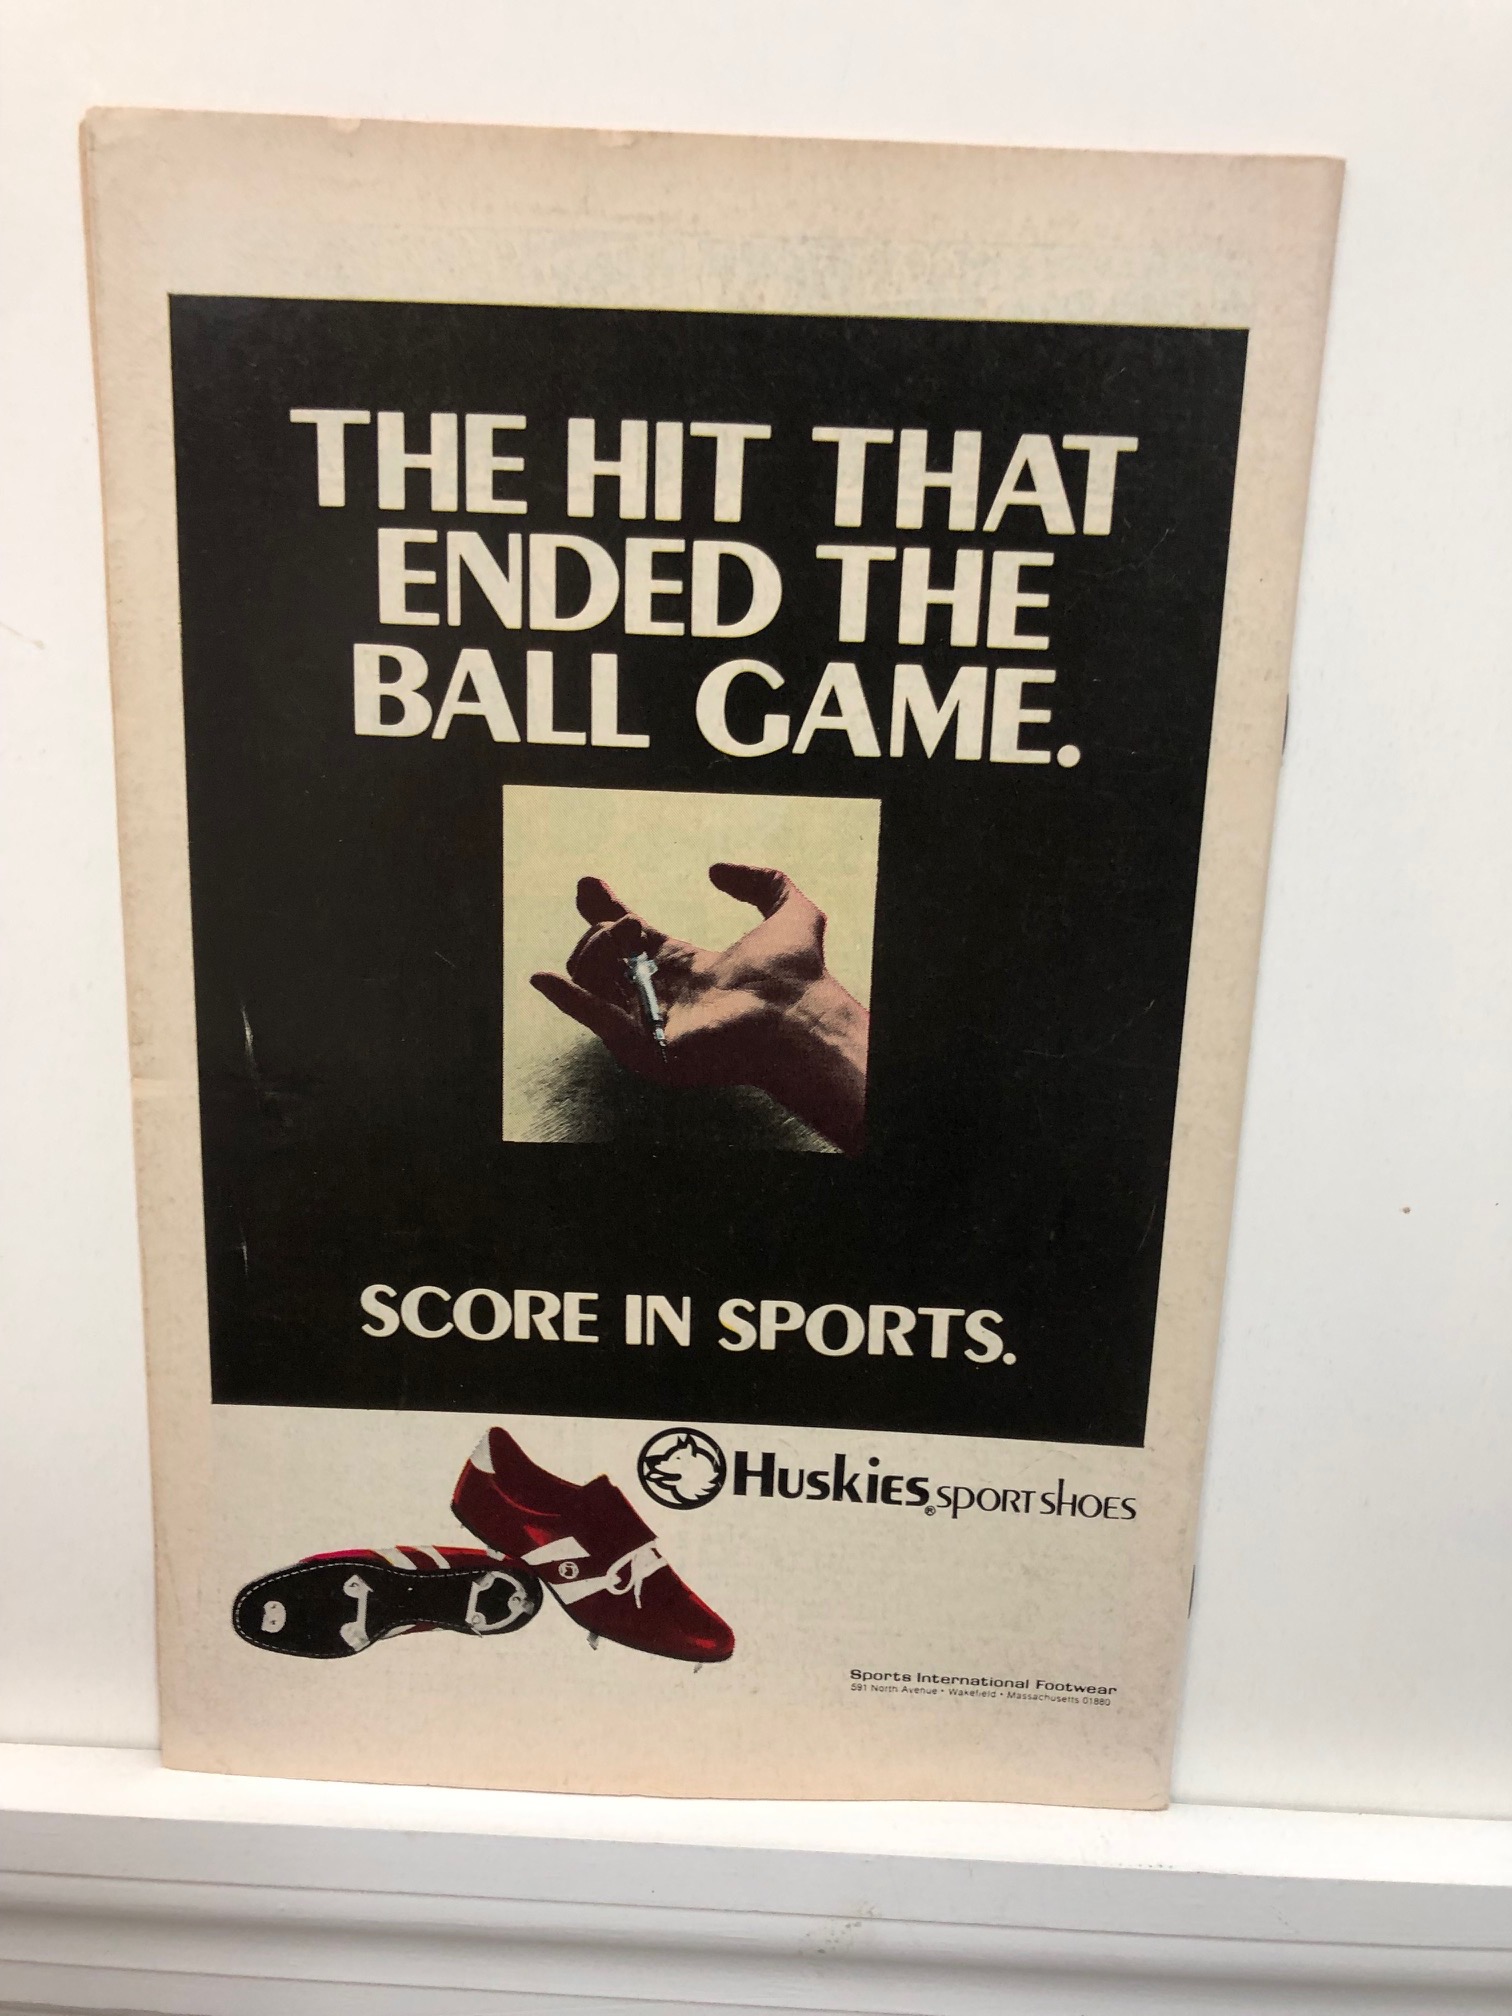 THE HIT THAT
ENDED THE
BALL GAME.
SCORE IN SPORTS.
HUSKIES® SPORT SHOES
Sports International Footwear
591 North Avenue • Wakefield • Massachusetts 01880